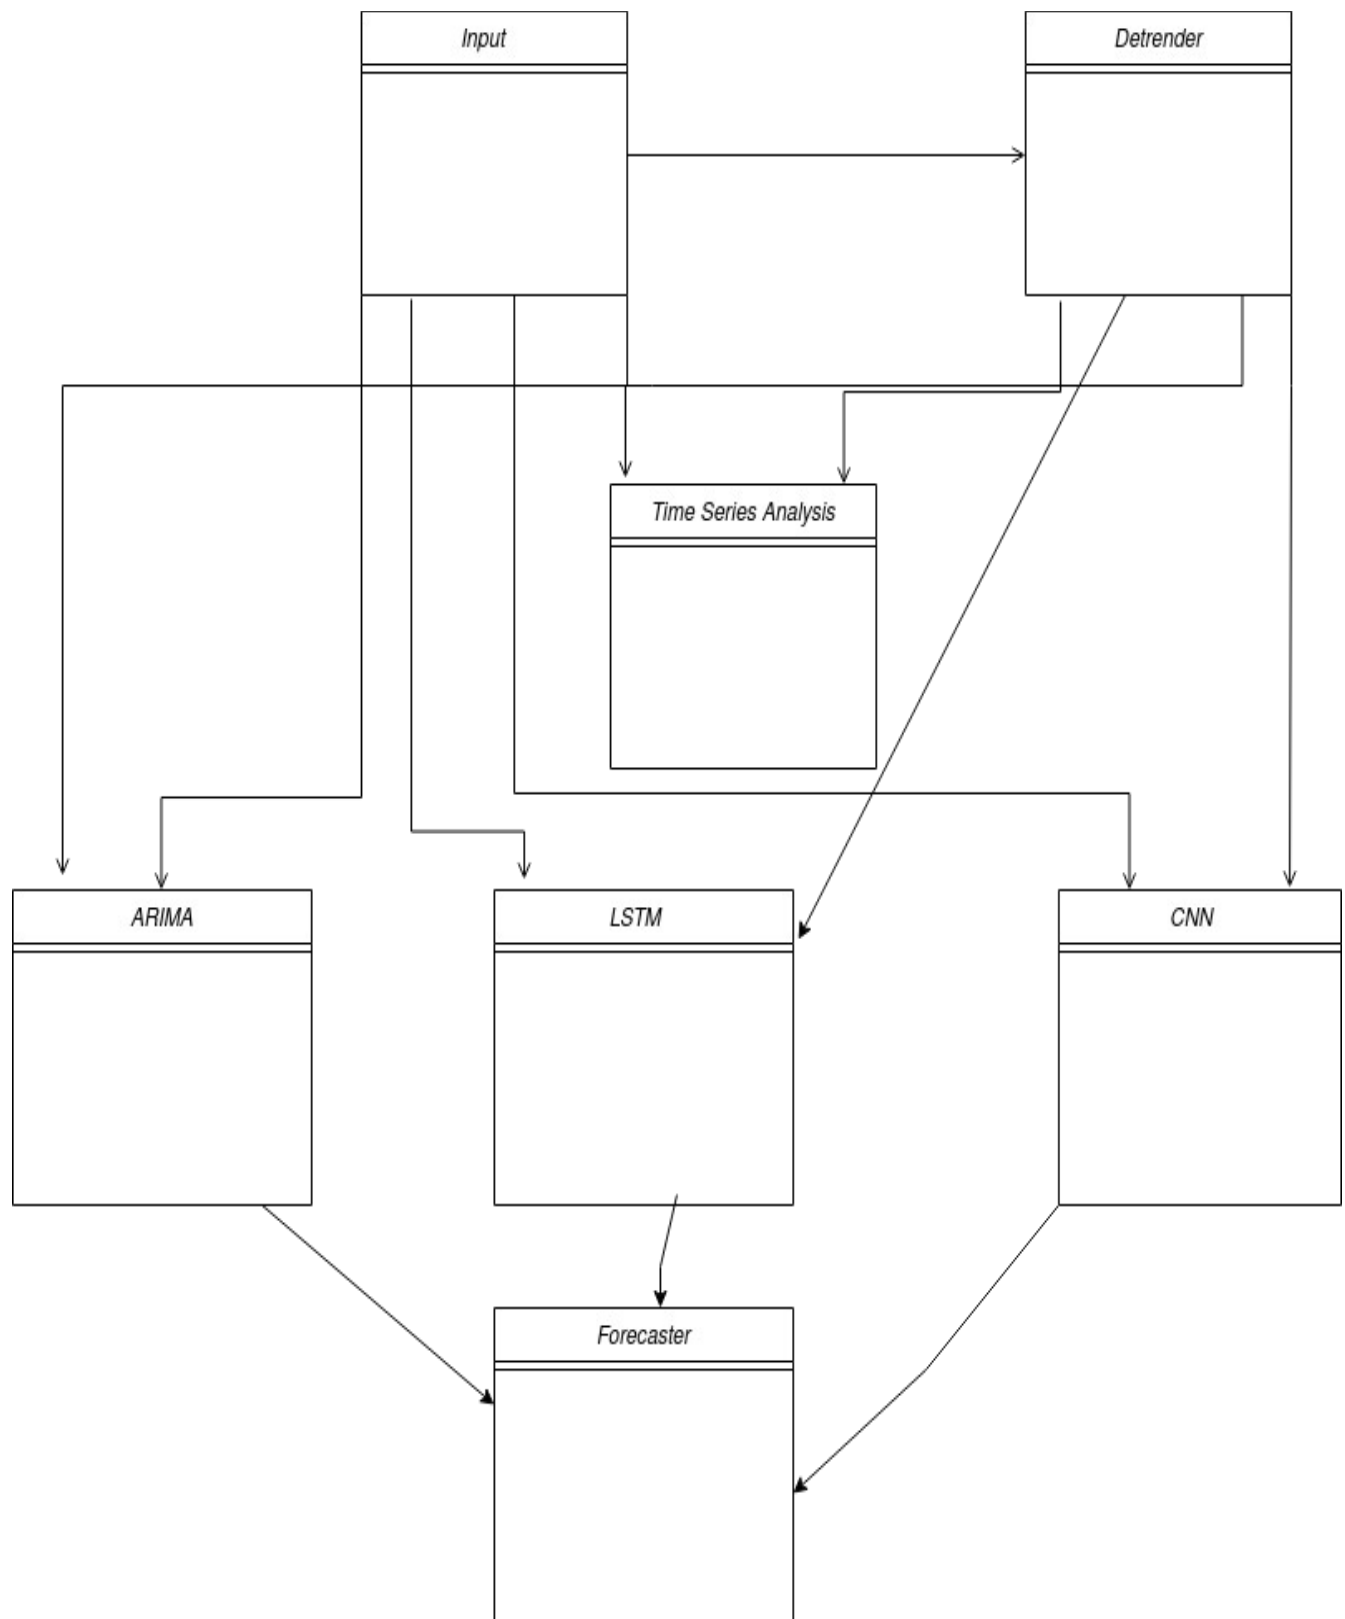 Input
Detrender
Time Series Analysis
ARIMA
LSTM
CNN
Forecaster